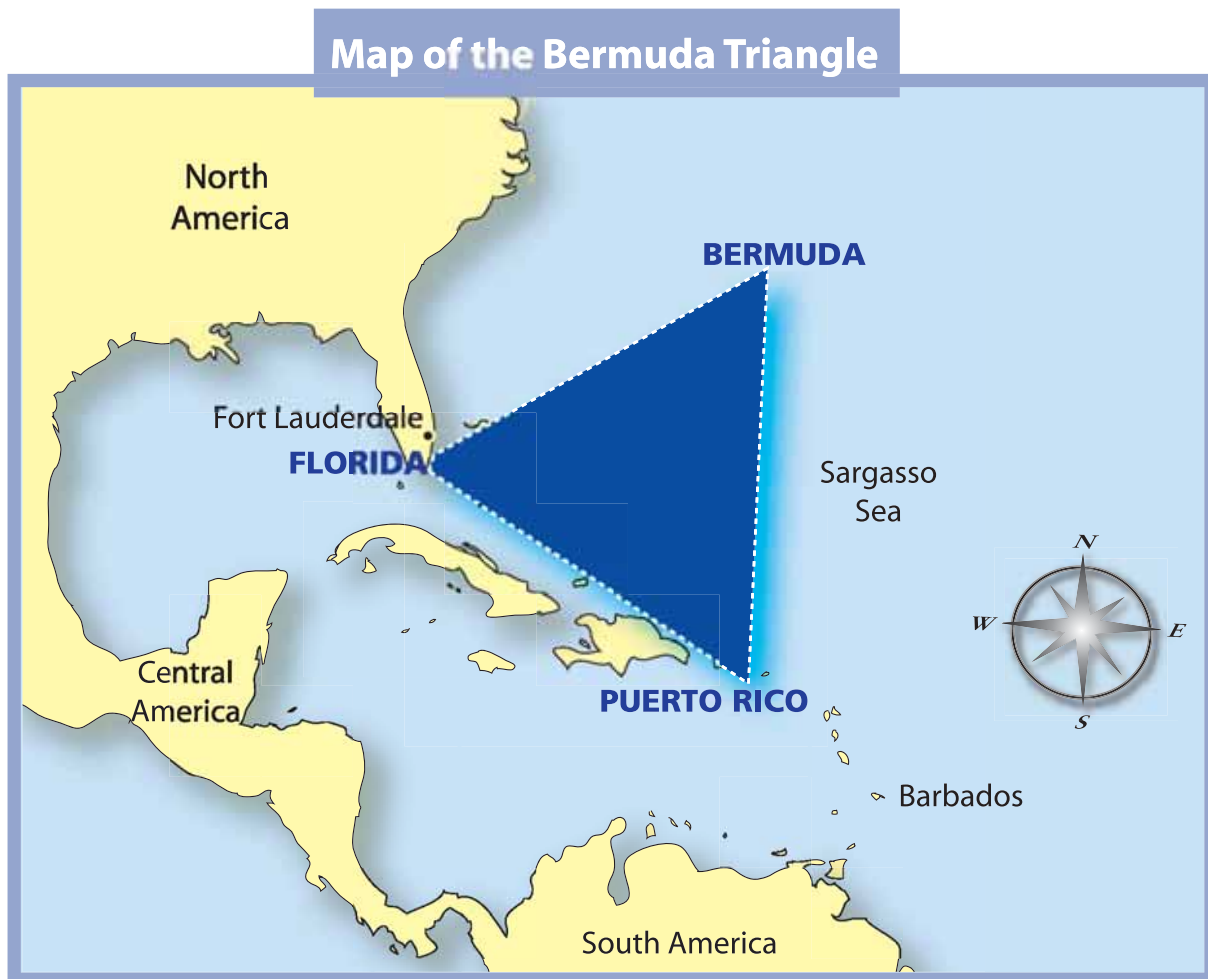 Map of the Bermuda Triangle
North
America
BERMUDA
Fort Lauderdale
FLORIDA
Sargasso
Sea
N
W
E
S
Central
America
PUERTO RICO
Barbados
South America